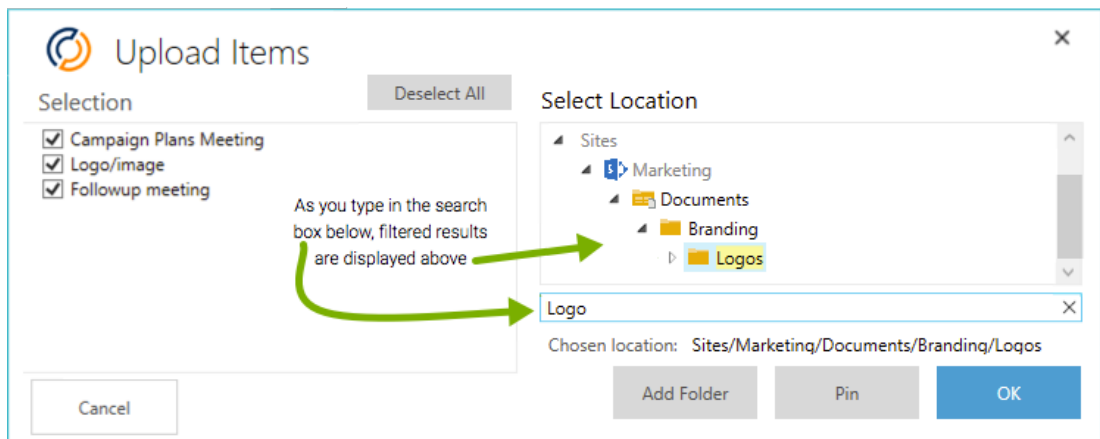 Upload Items
Selection
Deselect All
Campaign Plans Meeting
Logo/image
Followup meeting
As you type in the search
box below, filtered results
are displayed above
Cancel
Select Location
Sites
Marketing
Documents
Branding
Logos
Logo
Chosen location: Sites/Marketing/Documents/Branding/Logos
Add Folder
Pin
OK